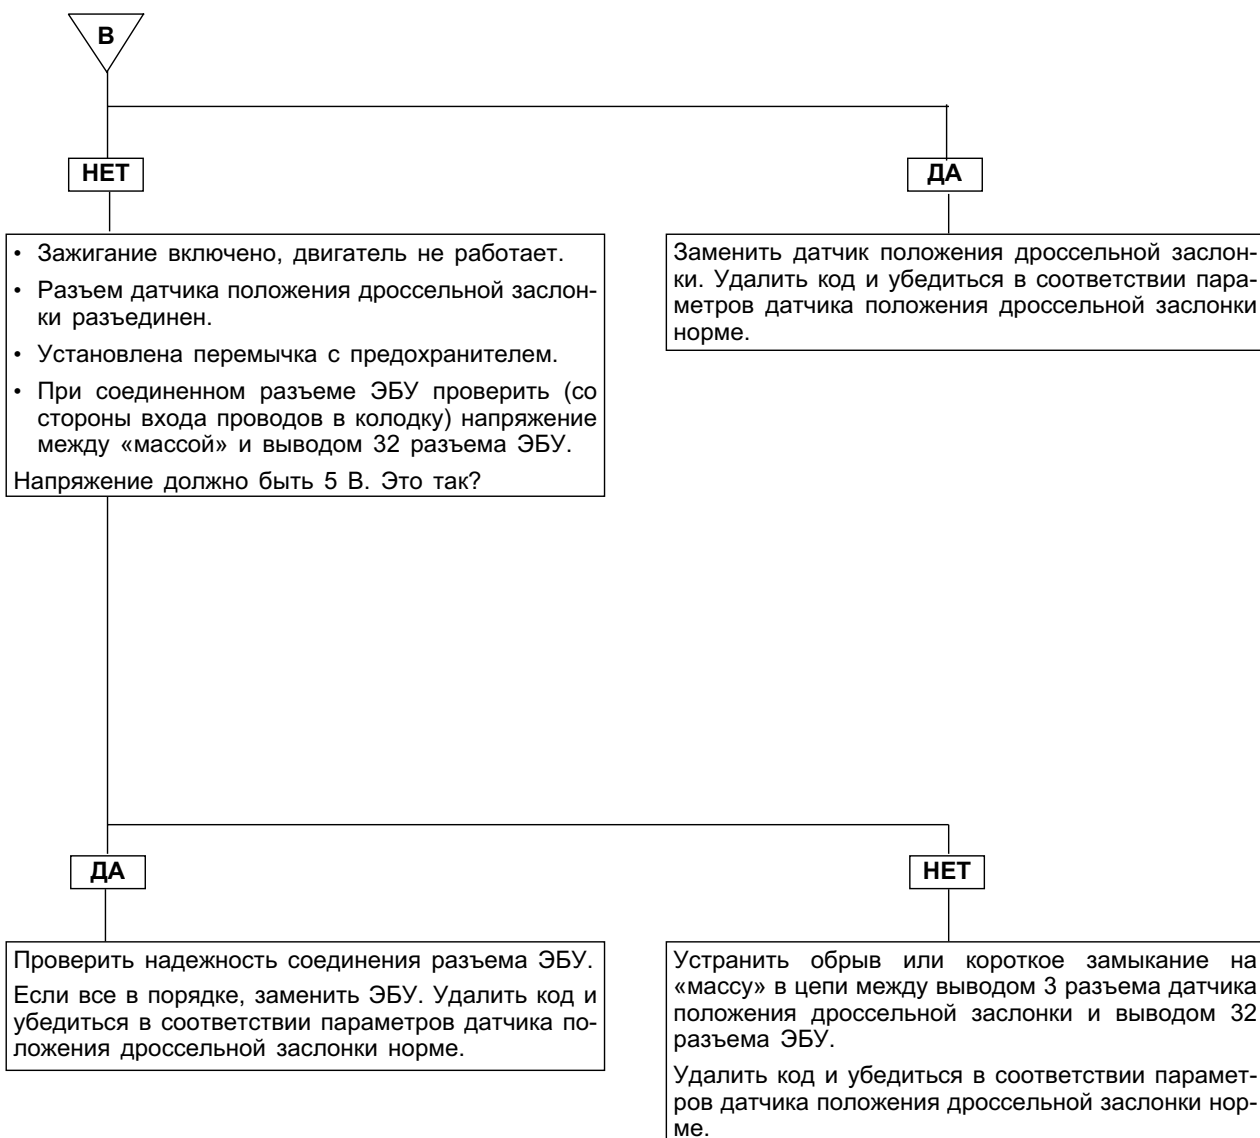 В
НЕТ
ДА
• Зажигание включено, двигатель не работает.
• Разъем датчика положения дроссельной заслон-
ки разъединен.
• Установлена перемычка с предохранителем.
• При соединенном разъеме ЭБУ проверить (со
стороны входа проводов в колодку) напряжение
между «массой» и выводом 32 разъема ЭБУ.
Напряжение должно быть 5 В. Это так?
Заменить датчик положения дроссельной заслон-
ки. Удалить код и убедиться в соответствии пара-
метров датчика положения дроссельной заслонки
норме.
ДА
НЕТ
Проверить надежность соединения разъема ЭБУ.
Если все в порядке, заменить ЭБУ. Удалить код и
убедиться в соответствии параметров датчика по-
ложения дроссельной заслонки норме.
Устранить обрыв или короткое замыкание на
«массу» в цепи между выводом 3 разъема датчика
положения дроссельной заслонки и выводом 32
разъема ЭБУ.
Удалить код и убедиться в соответствии парамет-
ров датчика положения дроссельной заслонки нор-
ме.